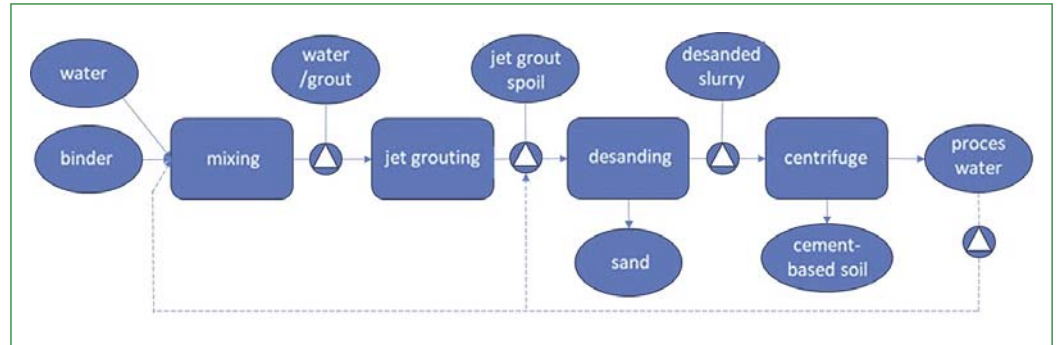 water
binder
mixing
water
/grout
jet grouting
jet grout
spoil
desanding
sand
desanded
slurry
centrifuge
cement-
based soil
proces
water